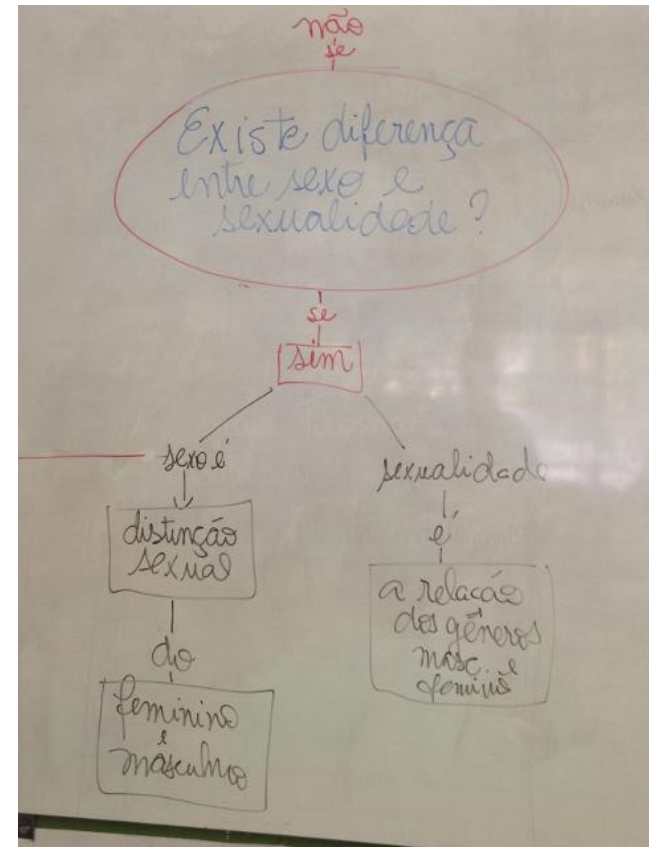 não
se
Existe diferença
entre sexo e
sexualidade?
se
sim
sexo é
distinção
sexual
do
feminino
e
masculino
sexualidade
é
a relação
dos gêneros
masc. e
feminino